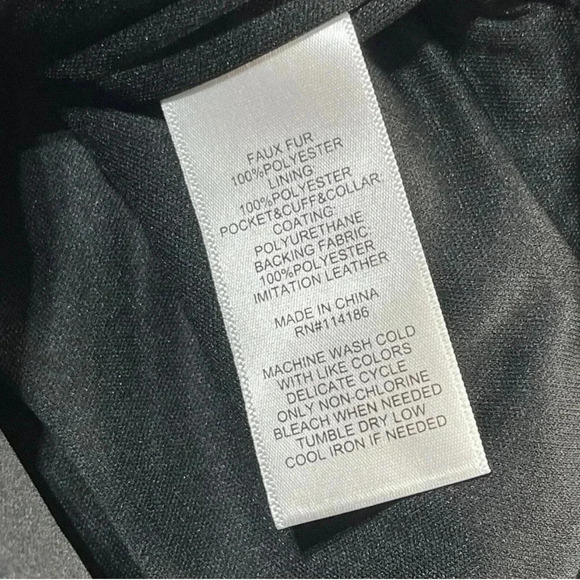 FAUX FUR
100%POLYESTER
LINING
100%POLYESTER
POCKET&CUFF&COLLAR:
COATING:
POLYURETHANE
BACKING FABRIC:
100%POLYESTER
IMITATION LEATHER
MADE IN CHINA
RN#114186
MACHINE WASH COLD
WITH LIKE COLORS
DELICATE CYCLE
ONLY NON-CHLORINE
BLEACH WHEN NEEDED
TUMBLE DRY LOW
COOL IRON IF NEEDED